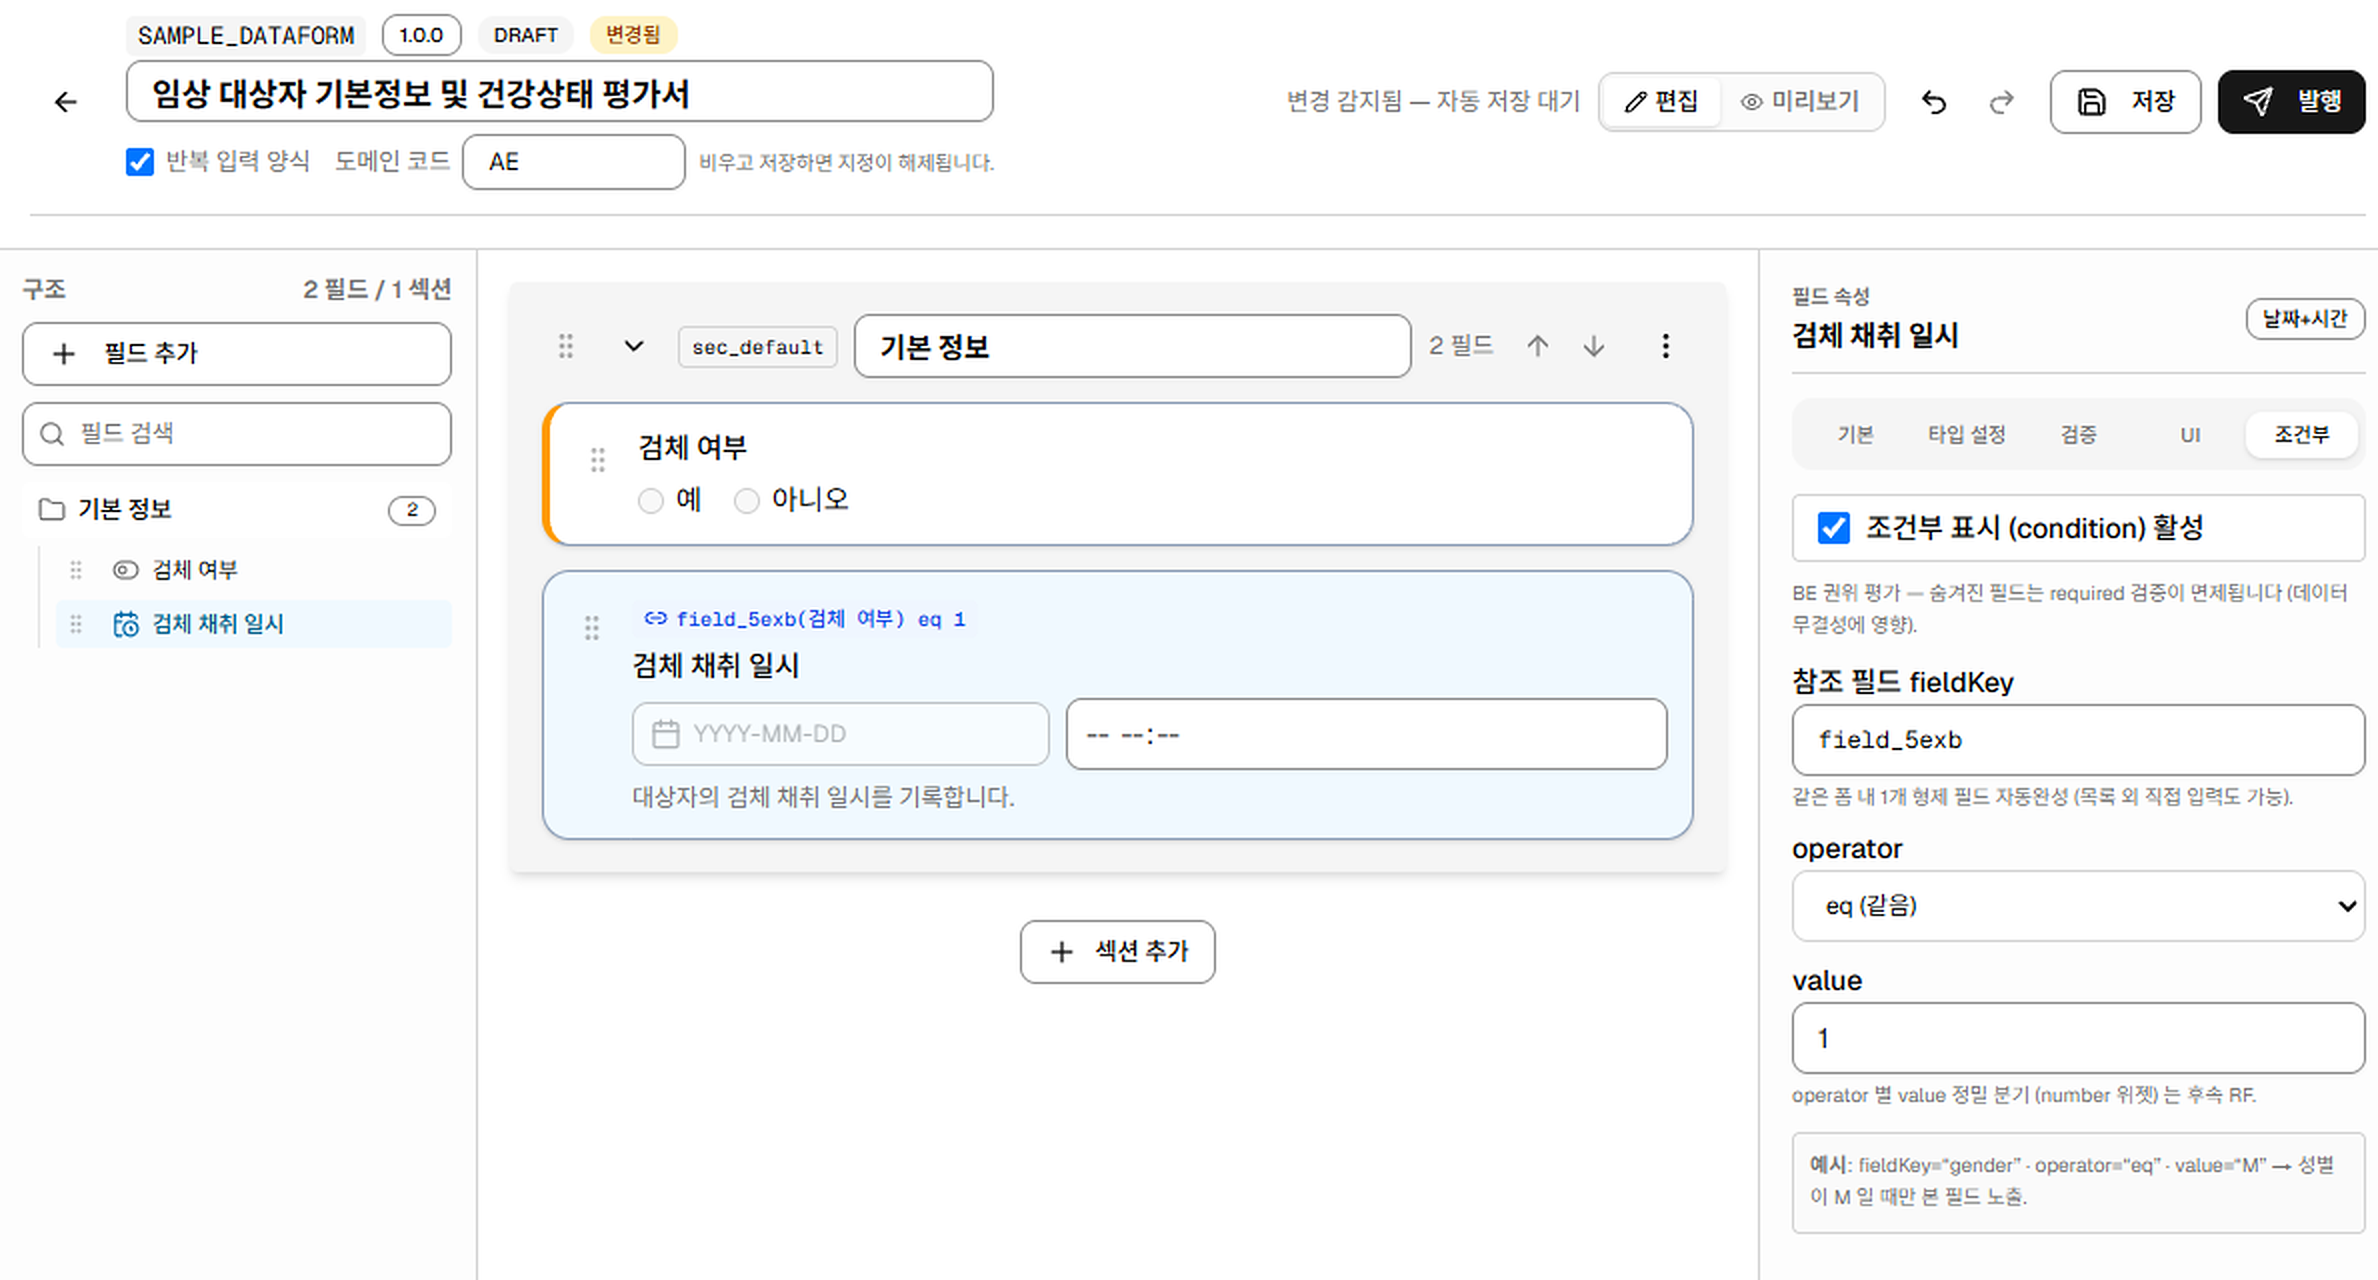 SAMPLE_DATAFORM 1.0.0 DRAFT 변경됨
임상 대상자 기본정보 및 건강상태 평가서
변경 감지됨 — 자동 저장 대기 편집 미리보기 저장 발행
반복 입력 양식 도메인 코드 AE 비우고 저장하면 지정이 해제됩니다.
구조 2 필드 / 1 섹션
필드 추가
필드 검색
기본 정보 2
검체 여부
검체 채취 일시
sec_default 기본 정보 2 필드
검체 여부
예 아니오
field_5exb(검체 여부) eq 1
검체 채취 일시
YYYY-MM-DD -- --:--
대상자의 검체 채취 일시를 기록합니다.
섹션 추가
필드 속성
검체 채취 일시 날짜+시간
기본 타입 설정 검증 UI 조건부
조건부 표시 (condition) 활성
BE 권위 평가 — 숨겨진 필드는 required 검증이 면제됩니다 (데이터
무결성에 영향).
참조 필드 fieldKey
field_5exb
같은 폼 내 1개 형제 필드 자동완성 (목록 외 직접 입력도 가능).
operator
eq (같음)
value
1
operator 별 value 정밀 분기 (number 위젯) 는 후속 RF.
예시: fieldKey="gender" · operator="eq" · value="M" → 성별
이 M 일 때만 본 필드 노출.